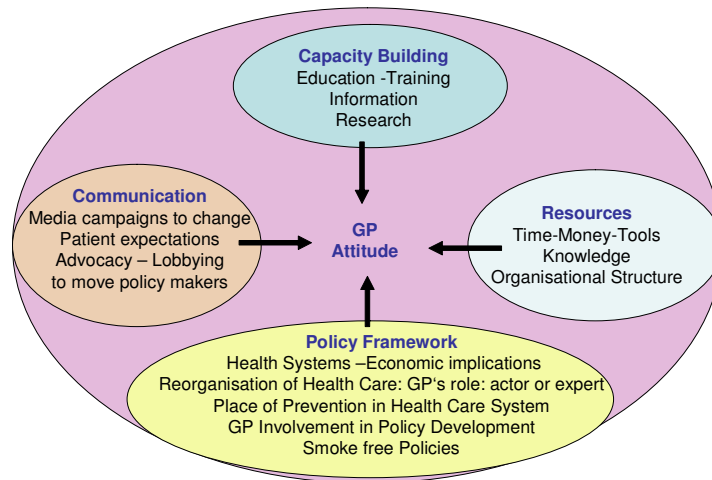 Capacity Building
Education -Training
Information
Research
Communication
Media campaigns to change
Patient expectations
Advocacy – Lobbying
to move policy makers
GP
Attitude
Resources
Time-Money-Tools
Knowledge
Organisational Structure
Policy Framework
Health Systems –Economic implications
Reorganisation of Health Care: GP‘s role: actor or expert
Place of Prevention in Health Care System
GP Involvement in Policy Development
Smoke free Policies